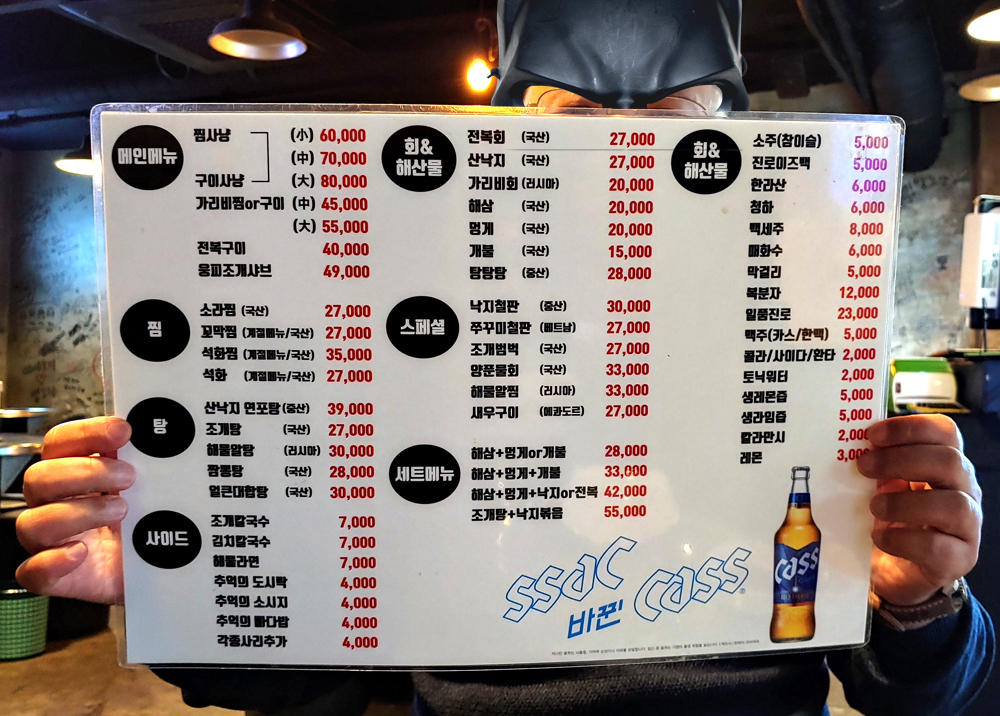 메인메뉴
찜사냥 (小) 60,000
(中) 70,000
구이사냥 (大) 80,000
가리비찜or구이 (中) 45,000
(大) 55,000
전복구이 40,000
웅피조개샤브 49,000
찜
소라찜 (국산) 27,000
꼬막찜 (계절메뉴/국산) 27,000
석화찜 (계절메뉴/국산) 35,000
석화 (계절메뉴/국산) 27,000
탕
산낙지 연포탕 (중산) 39,000
조개탕 (국산) 27,000
해물알탕 (러시아) 30,000
짬뽕탕 (국산) 28,000
얼큰대합탕 (국산) 30,000
사이드
조개칼국수 7,000
김치칼국수 7,000
해물라면 7,000
추억의 도시락 4,000
추억의 소시지 4,000
추억의 빠다밥 4,000
각종사리추가 4,000
회&
해산물
전복회 (국산) 27,000
산낙지 (국산) 27,000
가리비회 (러시아) 20,000
해삼 (국산) 20,000
멍게 (국산) 20,000
개불 (국산) 15,000
탕탕탕 (중산) 28,000
스페셜
낙지철판 (중산) 30,000
쭈꾸미철판 (베트남) 27,000
조개범벅 (국산) 27,000
양푼물회 (국산) 33,000
해물알찜 (러시아) 33,000
새우구이 (에콰도르) 27,000
세트메뉴
해삼+멍게or개불 28,000
해삼+멍게+개불 33,000
해삼+멍게+낙지or전복 42,000
조개탕+낙지볶음 55,000
회&
해산물
소주(참이슬) 5,000
진로이즈백 5,000
한라산 6,000
청하 6,000
백세주 8,000
매화수 6,000
막걸리 5,000
복분자 12,000
일품진로 23,000
맥주(카스/한맥) 5,000
콜라/사이다/환타 2,000
토닉워터 2,000
생레몬즙 5,000
생라임즙 5,000
칼라만시 2,000
레몬 3,000
ssac
바꾼
Cass
Cass